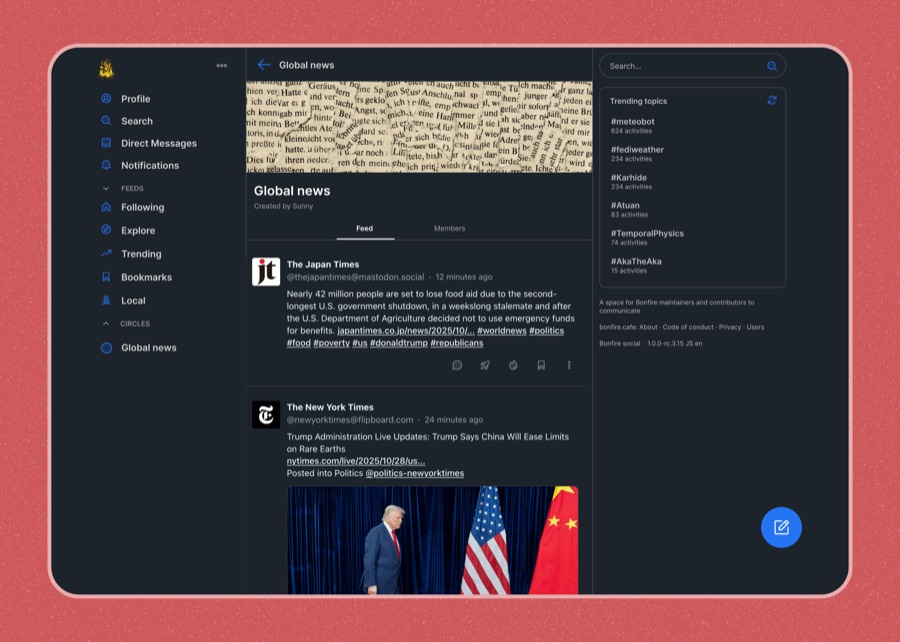 Profile
Search
Direct Messages
Notifications
FEEDS
Following
Explore
Trending
Bookmarks
Local
CIRCLES
Global news
Global news
Global news
Created by Sunny
Feed
Members
jt
The Japan Times
@thejapantimes@mastodon.social · 12 minutes ago
Nearly 42 million people are set to lose food aid due to the second-
longest U.S. government shutdown, in a weekslong stalemate and after
the U.S. Department of Agriculture decided not to use emergency funds
for benefits. japantimes.co.jp/news/2025/10/... #worldnews #politics
#food #poverty #us #donaldtrump #republicans
The New York Times
@newyorktimes@flipboard.com · 24 minutes ago
Trump Administration Live Updates: Trump Says China Will Ease Limits
on Rare Earths
nytimes.com/live/2025/10/28/us...
Posted into Politics @politics-newyorktimes
Search...
Trending topics
#meteobot
624 activities
#fediweather
234 activities
#Karhide
234 activities
#Atuan
83 activities
#TemporalPhysics
74 activities
#AkaTheAka
15 activities
A space for Bonfire maintainers and contributors to
communicate
bonfire.cafe: About · Code of conduct · Privacy · Users
Bonfire social · 1.0.0-rc.3.15 JS en